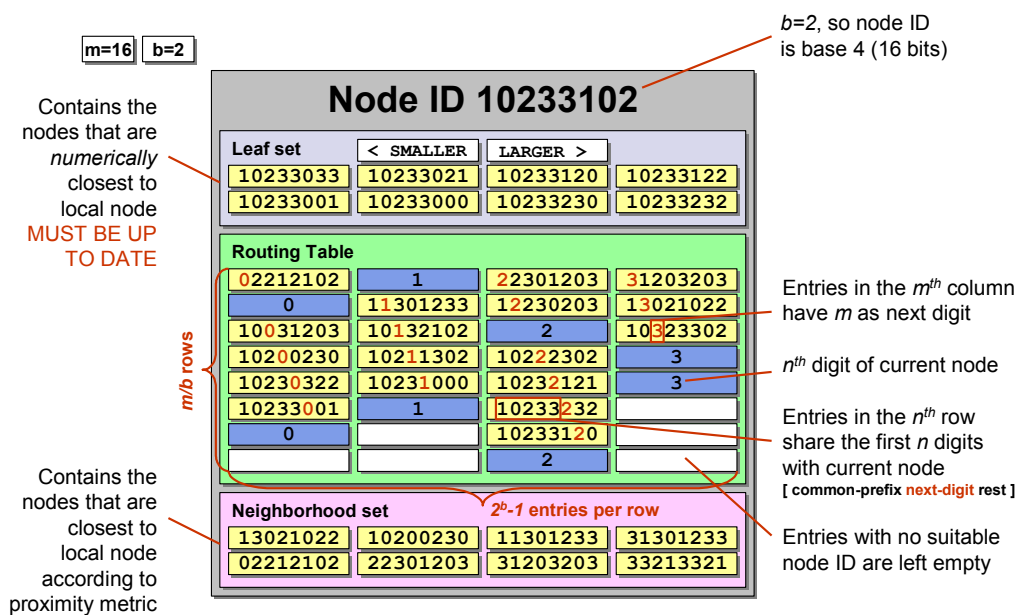 m=16 b=2
b=2, so node ID
is base 4 (16 bits)
Node ID 10233102
Contains the
nodes that are
numerically
closest to
local node
MUST BE UP
TO DATE
Leaf set < SMALLER LARGER >
10233033 10233021 10233120 10233122
10233001 10233000 10233230 10233232
Routing Table
02212102 1 22301203 31203203
0 11301233 12230203 13021022
10031203 10132102 2 10323302
10200230 10211302 10222302 3
10230322 10231000 10232121 3
10233001 1 10233232
0 10233120
2
m/b rows
2b-1 entries per row
Entries in the mth column
have m as next digit
nth digit of current node
Entries in the nth row
share the first n digits
with current node
[ common-prefix next-digit rest ]
Entries with no suitable
node ID are left empty
Contains the
nodes that are
closest to
local node
according to
proximity metric
Neighborhood set
13021022 10200230 11301233 31301233
02212102 22301203 31203203 33213321